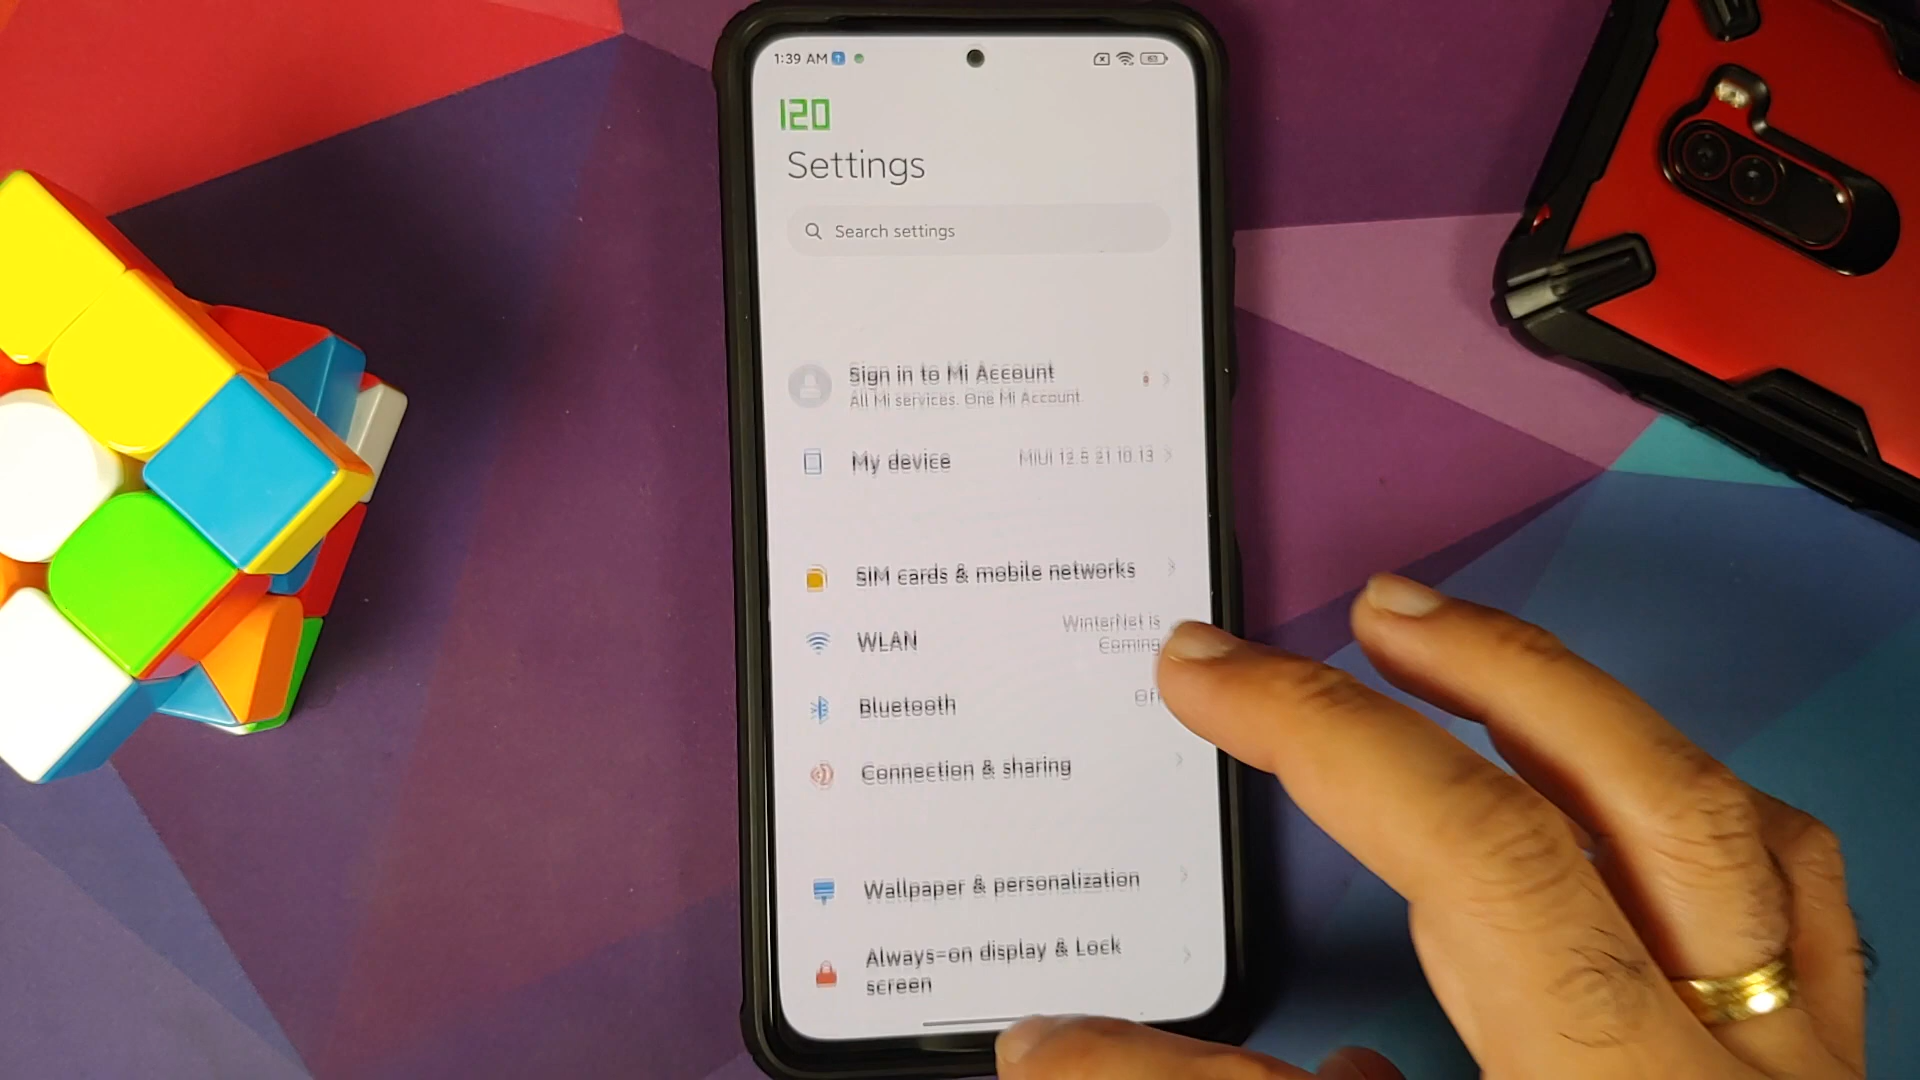 1:39 AM
63
120
Settings
Search settings
Sign in to Mi Account
All Mi services. One Mi Account.
My device
MIUI 12.5 21.10.13
SIM cards & mobile networks
WLAN
WinterNet is
Coming
Bluetooth
Off
Connection & sharing
Wallpaper & personalization
Always-on display & Lock
screen